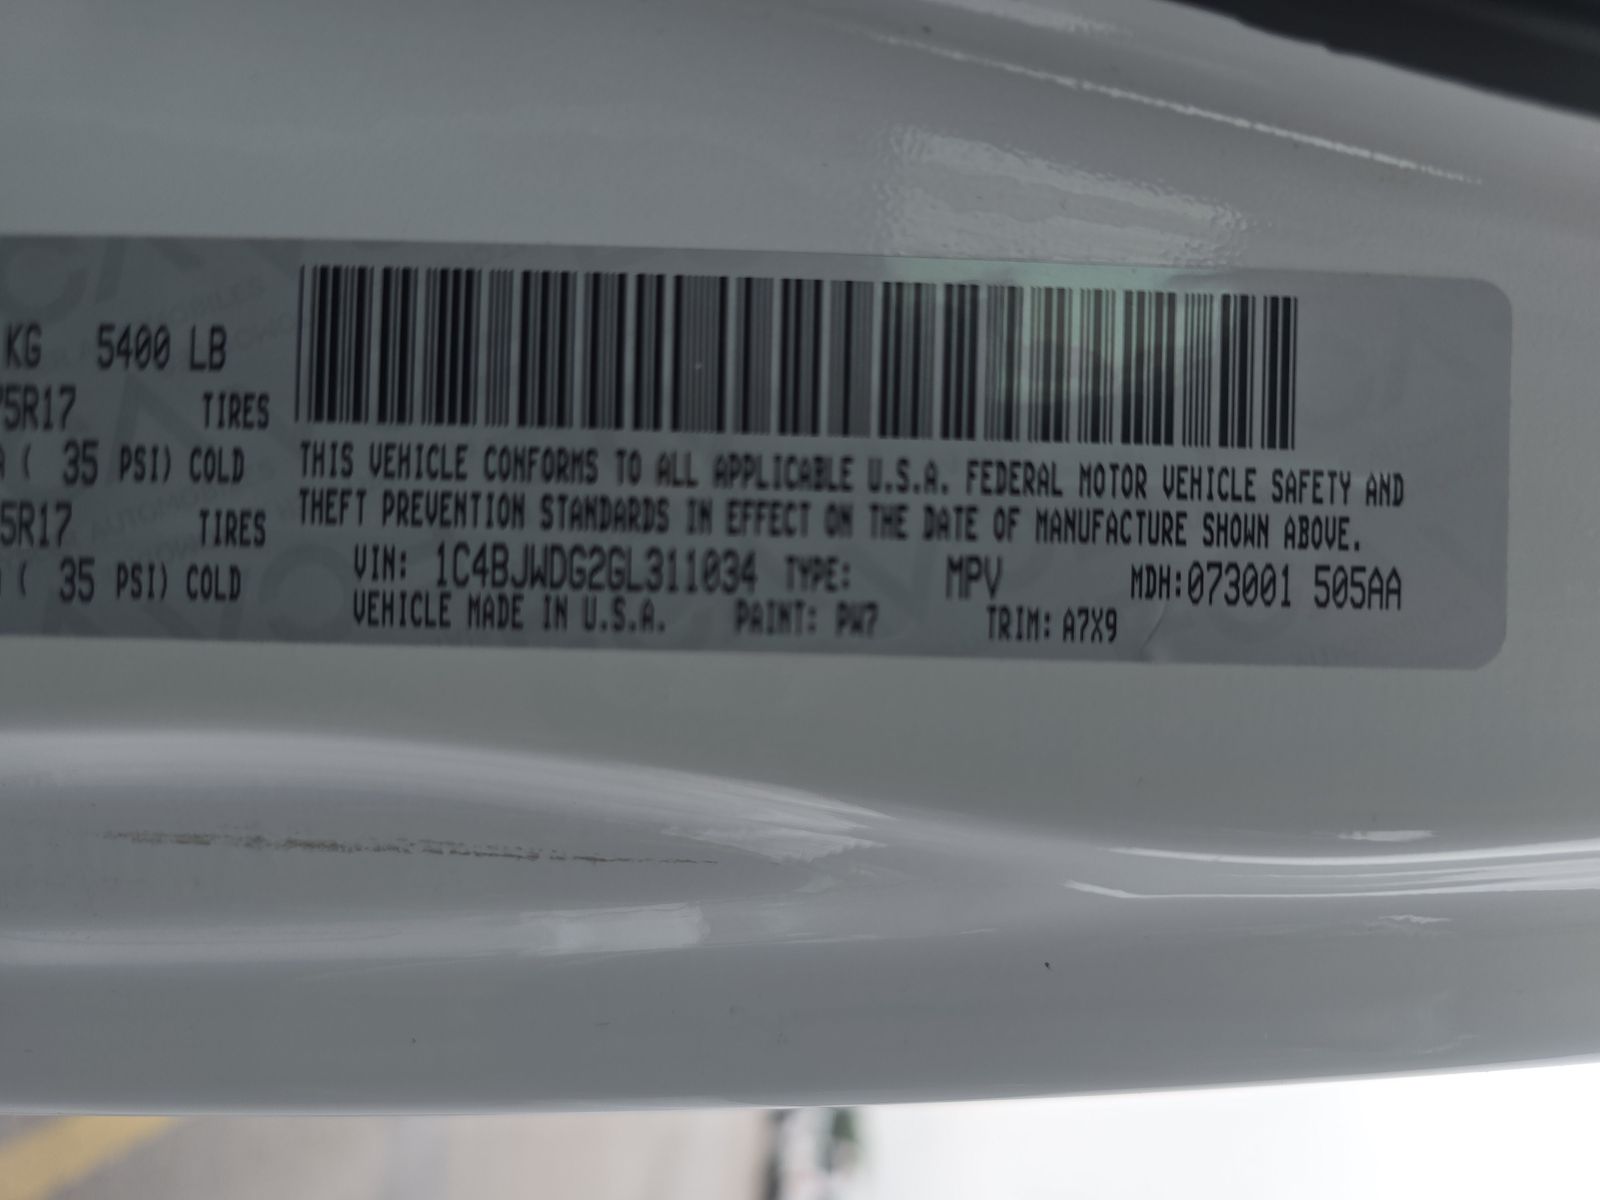 KG 5400 LB
75R17 TIRES
A ( 35 PSI) COLD
5R17 TIRES
( 35 PSI) COLD
THIS VEHICLE CONFORMS TO ALL APPLICABLE U.S.A. FEDERAL MOTOR VEHICLE SAFETY AND
THEFT PREVENTION STANDARDS IN EFFECT ON THE DATE OF MANUFACTURE SHOWN ABOVE.
VIN: 1C4BJWDG2GL311034 TYPE: MPV MDH:073001 505AA
VEHICLE MADE IN U.S.A. PAINT: PW7 TRIM: A7X9